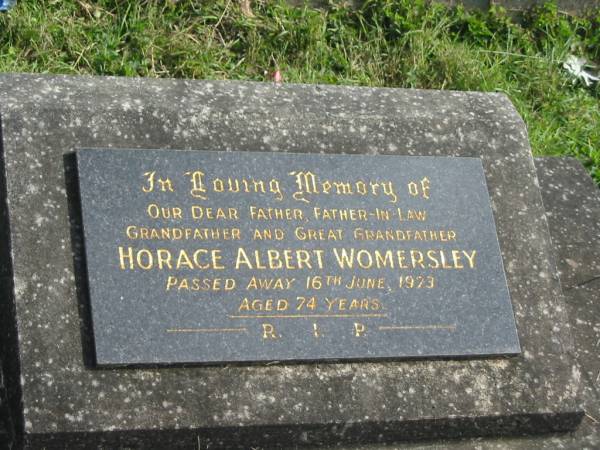 In Loving Memory of
OUR DEAR FATHER, FATHER-IN-LAW
GRANDFATHER AND GREAT GRANDFATHER
HORACE ALBERT WOMERSLEY
PASSED AWAY 16TH JUNE, 1973
AGED 74 YEARS.
R. I. P.